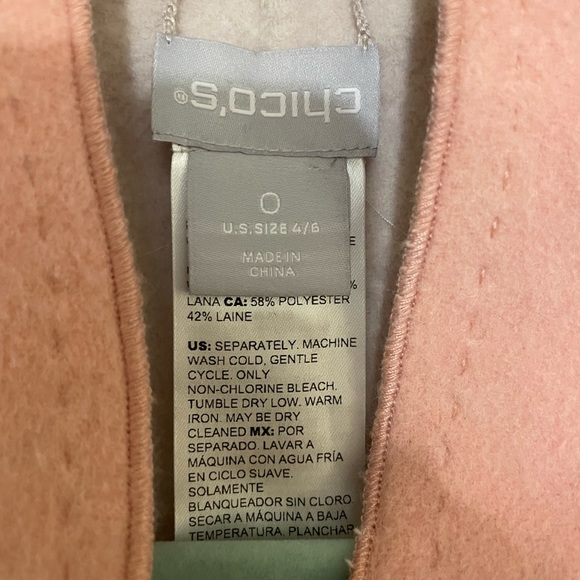 chico's®
O
U.S. SIZE 4/6
MADE IN
CHINA
E
%
LANA CA: 58% POLYESTER
42% LAINE
US: SEPARATELY. MACHINE
WASH COLD, GENTLE
CYCLE. ONLY
NON-CHLORINE BLEACH.
TUMBLE DRY LOW. WARM
IRON. MAY BE DRY
CLEANED MX: POR
SEPARADO. LAVAR A
MÁQUINA CON AGUA FRÍA
EN CICLO SUAVE.
SOLAMENTE
BLANQUEADOR SIN CLORO.
SECAR A MÁQUINA A BAJA
TEMPERATURA. PLANCHAR